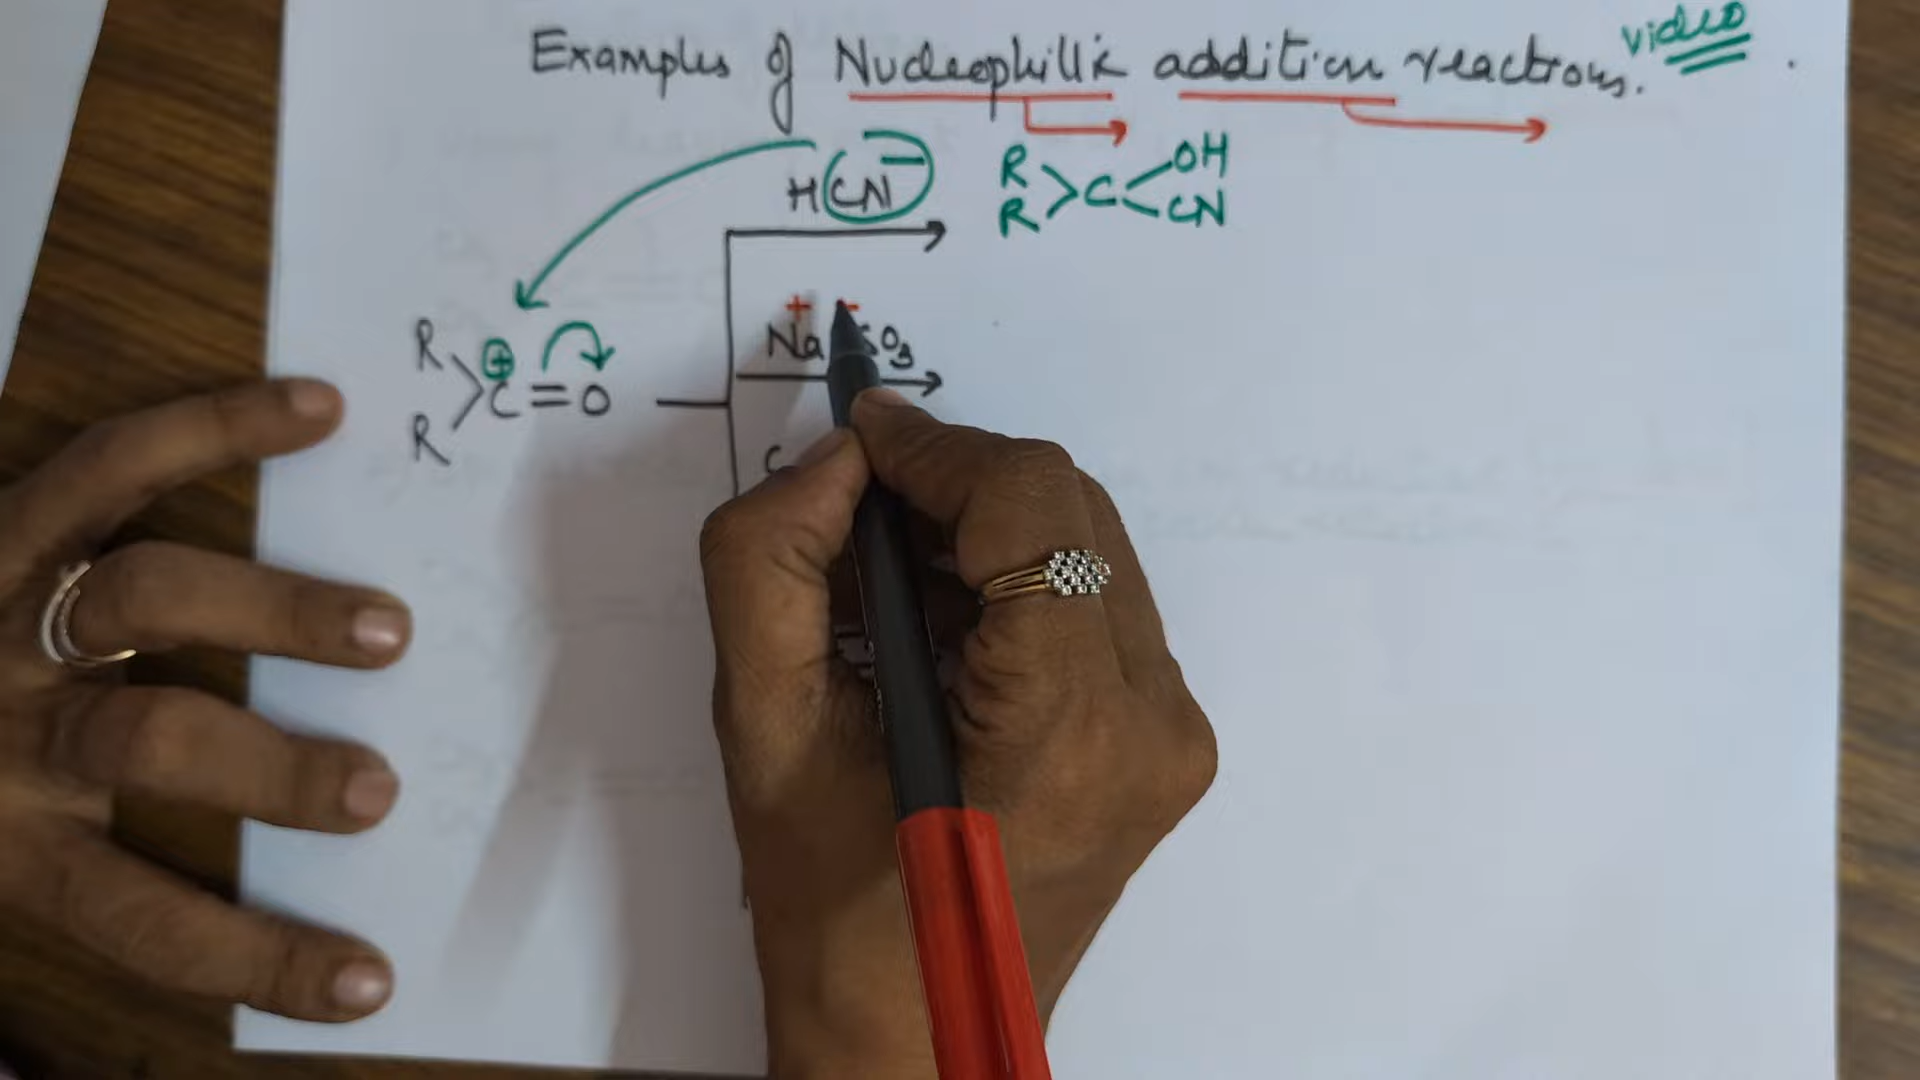 Examples of Nucleophillic addition reactions. video
HCN⁻
R R >C< OH CN
+ -
Na SO3
R R >C⊕=O
C